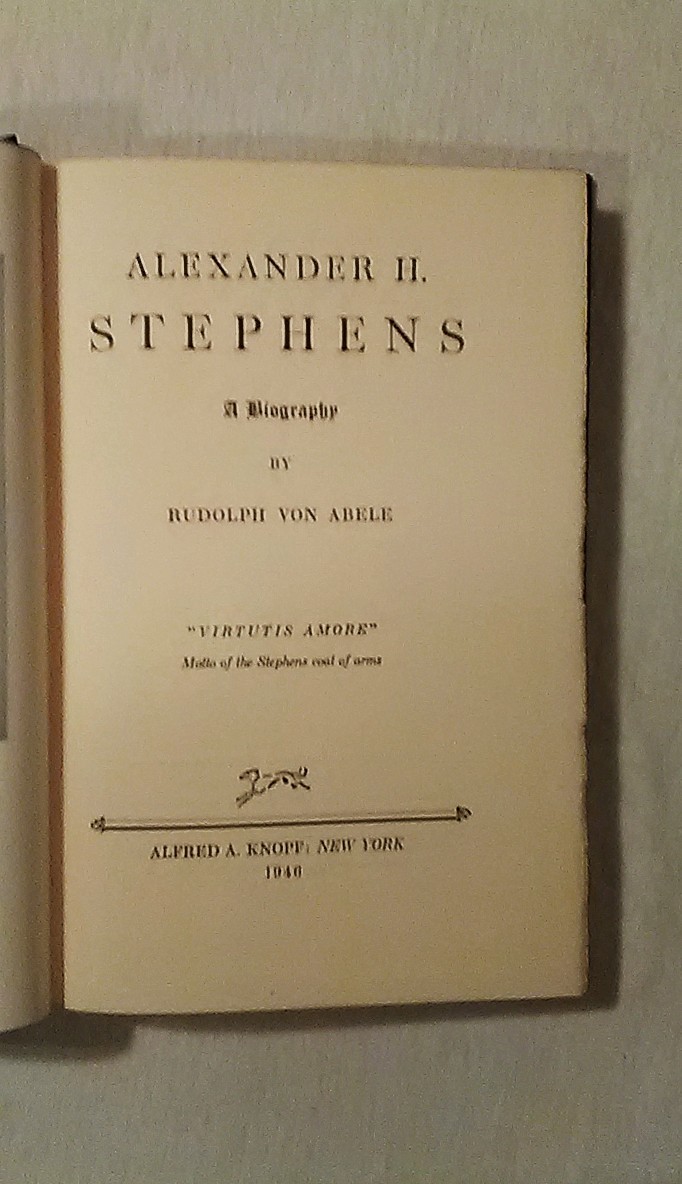 ALEXANDER H.
STEPHENS
A Biography
BY
RUDOLPH VON ABELE
"VIRTUTIS AMORE"
Motto of the Stephens coat of arms
ALFRED A. KNOPF: NEW YORK
1946